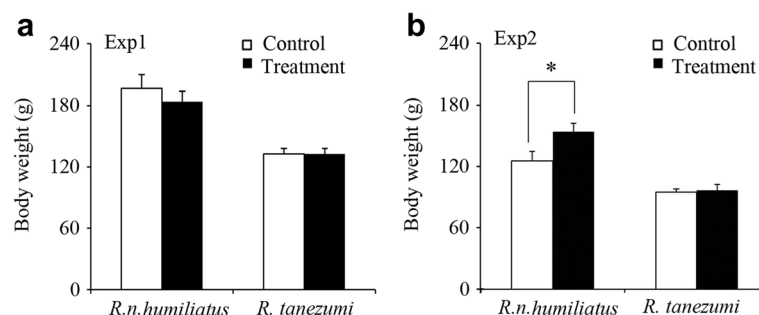 a
Exp1
Control
Treatment
Body weight (g)
240
180
120
60
0
R.n.humiliatus
R. tanezumi
b
Exp2
Control
Treatment
*
Body weight (g)
240
180
120
60
0
R.n.humiliatus
R. tanezumi